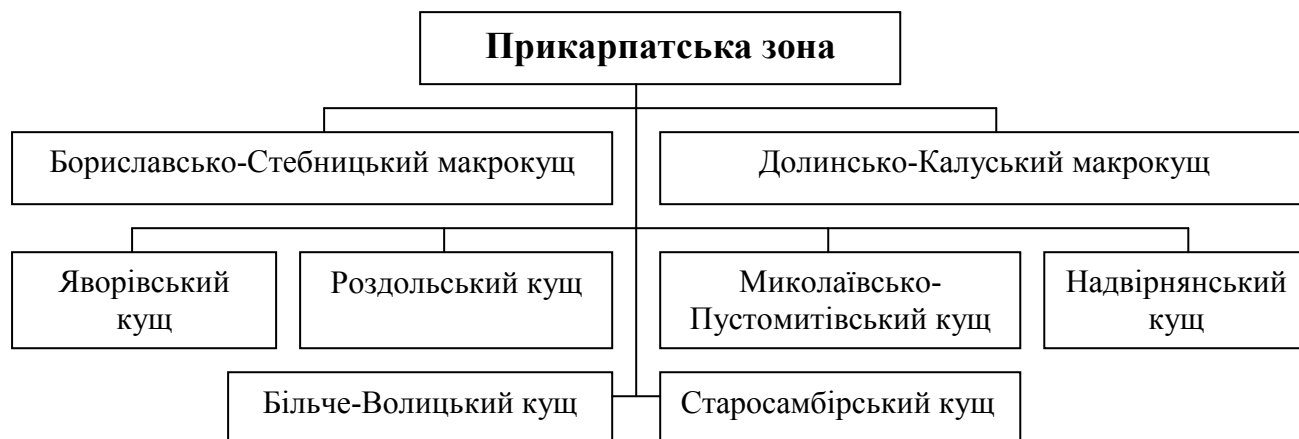 Прикарпатська зона
Бориславсько-Стебницький макрокущ
Долинсько-Калуський макрокущ
Яворівський
кущ
Роздольський кущ
Миколаївсько-
Пустомитівський кущ
Надвірнянський
кущ
Більче-Волицький кущ
Старосамбірський кущ